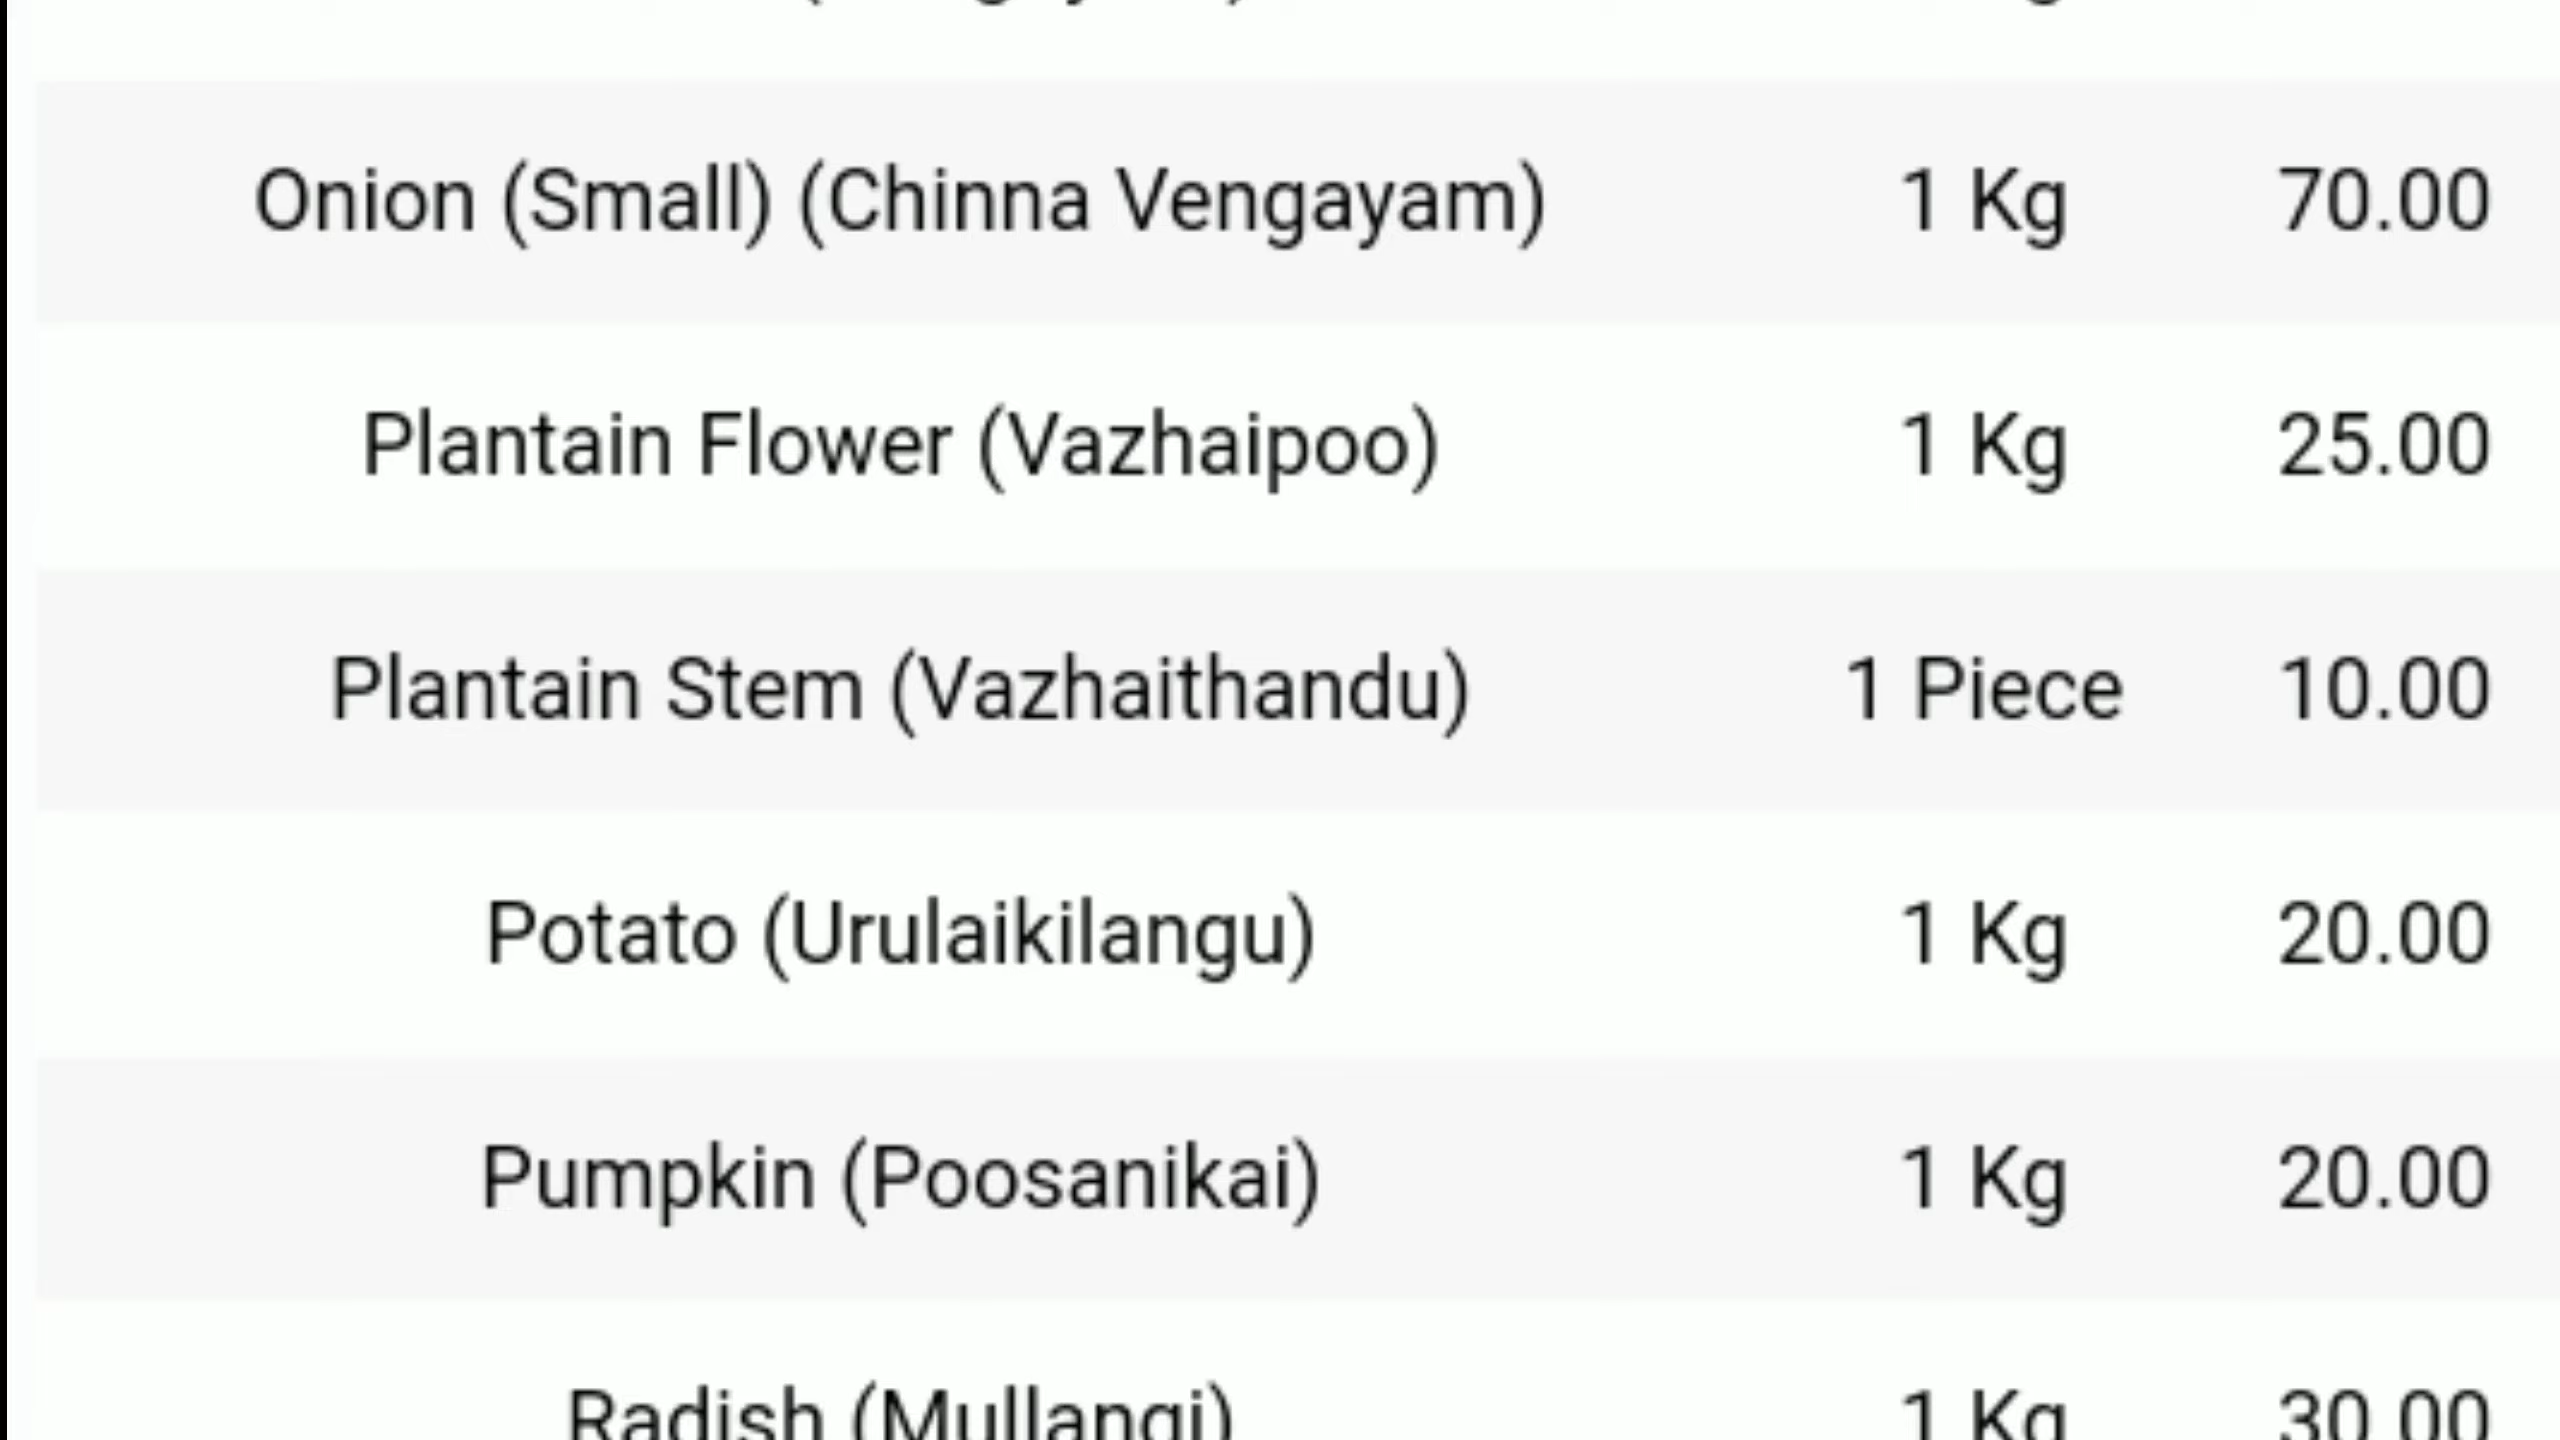 Onion (Small) (Chinna Vengayam) 1 Kg 70.00
Plantain Flower (Vazhaipoo) 1 Kg 25.00
Plantain Stem (Vazhaithandu) 1 Piece 10.00
Potato (Urulaikilangu) 1 Kg 20.00
Pumpkin (Poosanikai) 1 Kg 20.00
Radish (Mullangi) 1 Kg 30.00